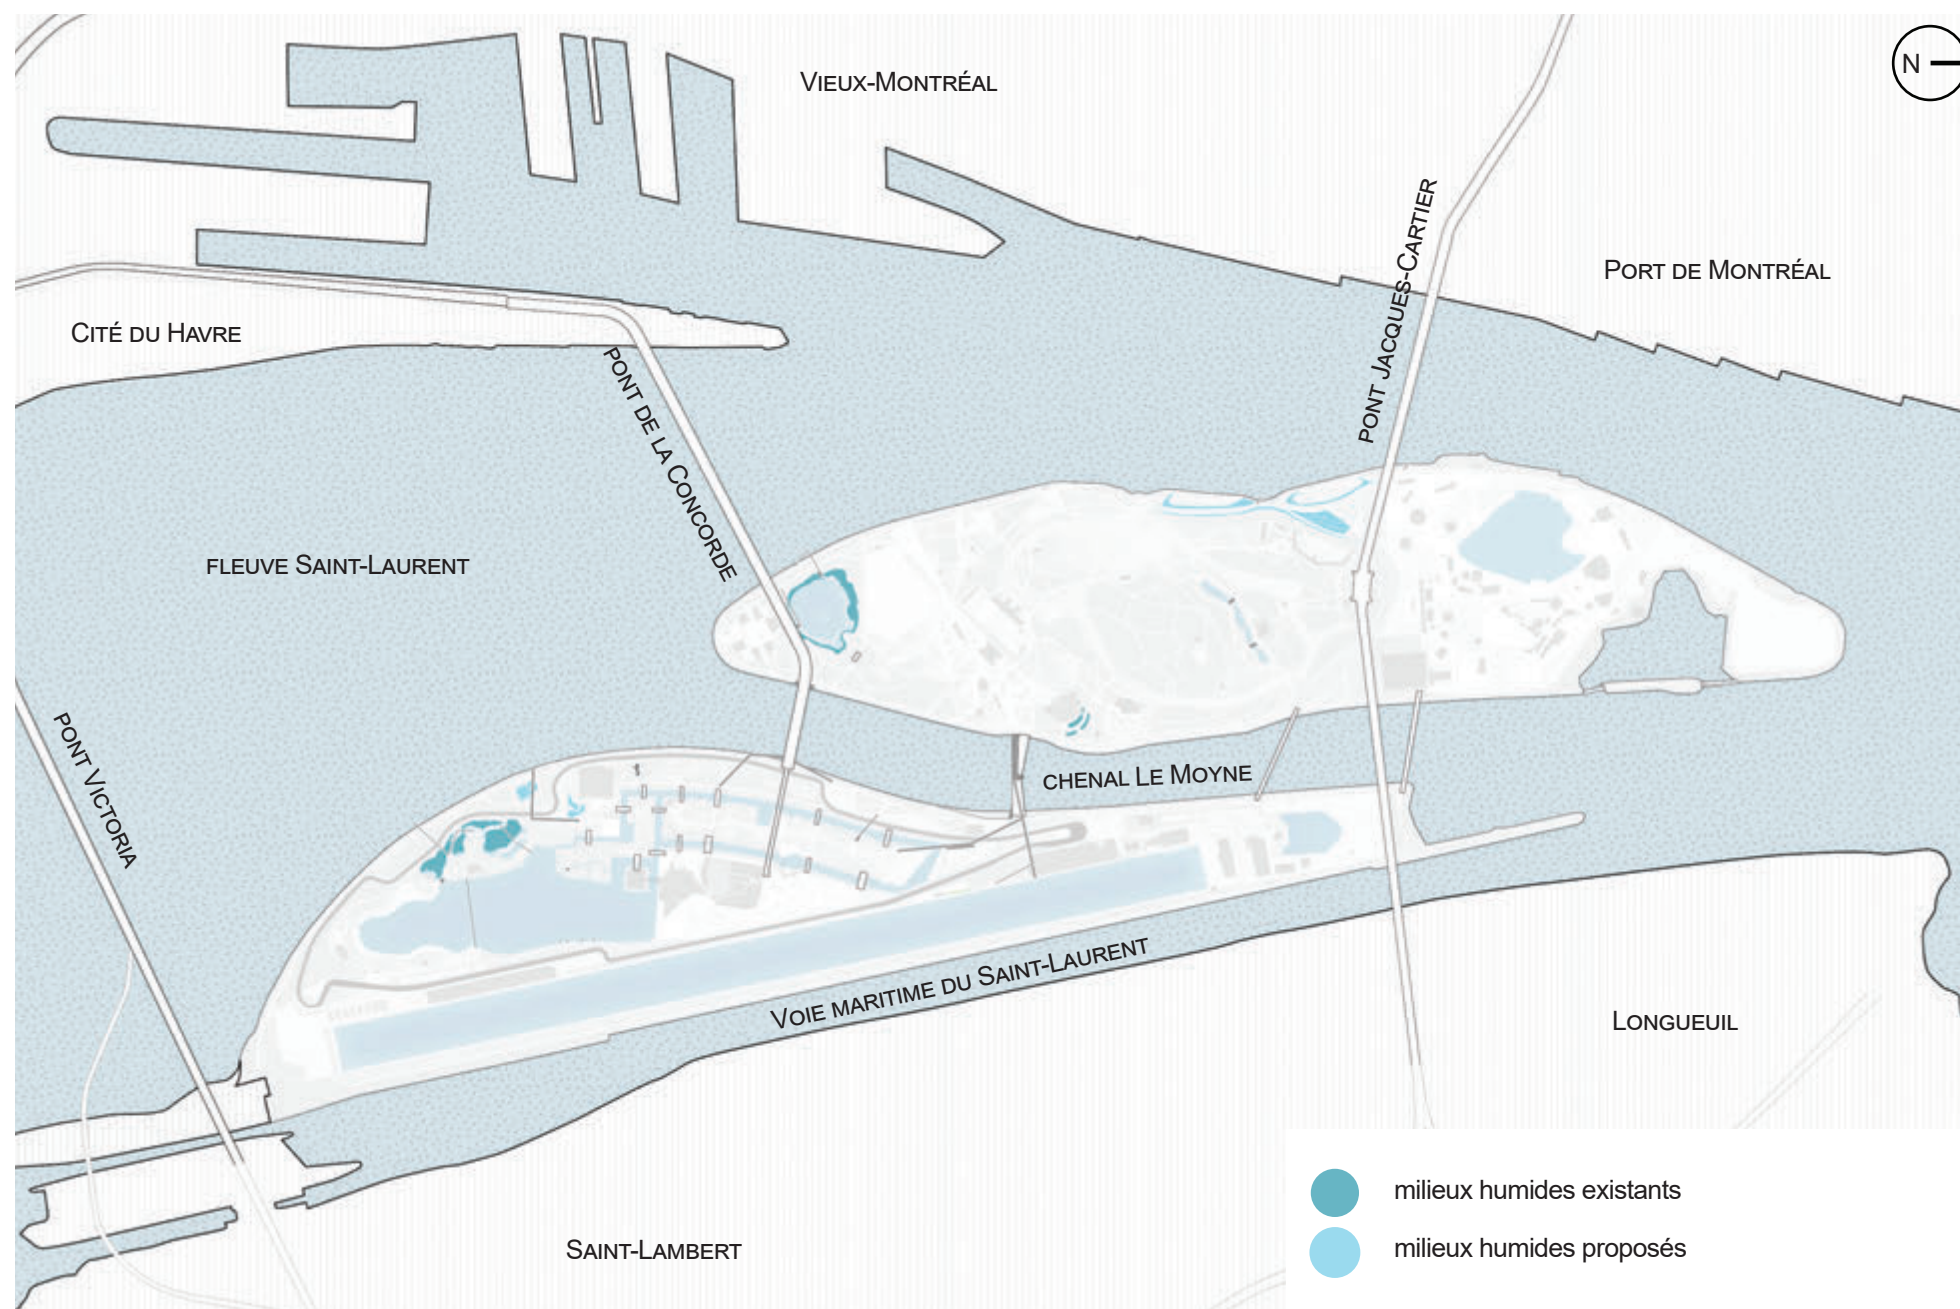 VIEUX-MONTRÉAL
N
PONT JACQUES-CARTIER
PORT DE MONTRÉAL
CITÉ DU HAVRE
PONT DE LA CONCORDE
FLEUVE SAINT-LAURENT
PONT VICTORIA
CHENAL LE MOYNE
VOIE MARITIME DU SAINT-LAURENT
LONGUEUIL
SAINT-LAMBERT
milieux humides existants
milieux humides proposés